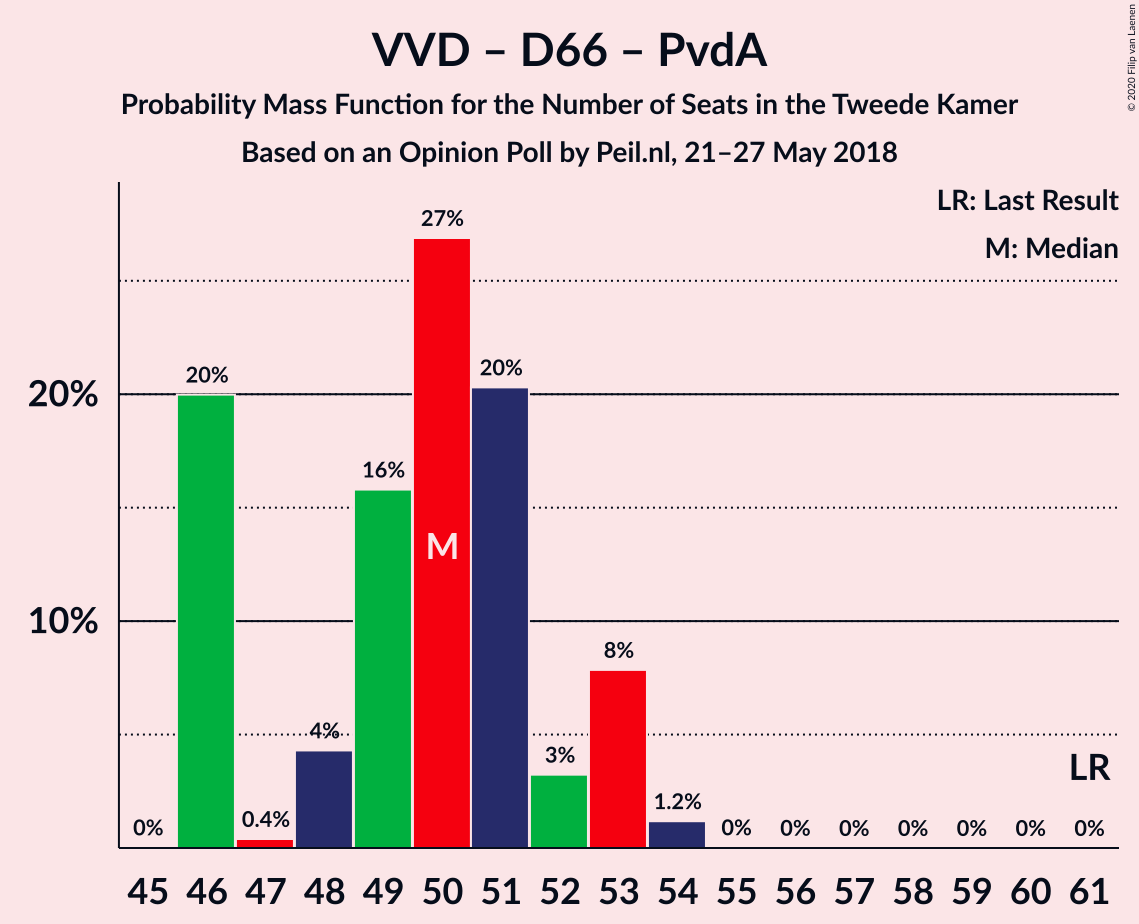 VVD – D66 – PvdA
Probability Mass Function for the Number of Seats in the Tweede Kamer
Based on an Opinion Poll by Peil.nl, 21–27 May 2018
© 2020 Filip van Laenen
LR: Last Result
M: Median
20%
10%
0%
20%
0.4%
4%
16%
27%
20%
3%
8%
1.2%
0%
0%
0%
0%
0%
0%
0%
M
LR
45 46 47 48 49 50 51 52 53 54 55 56 57 58 59 60 61